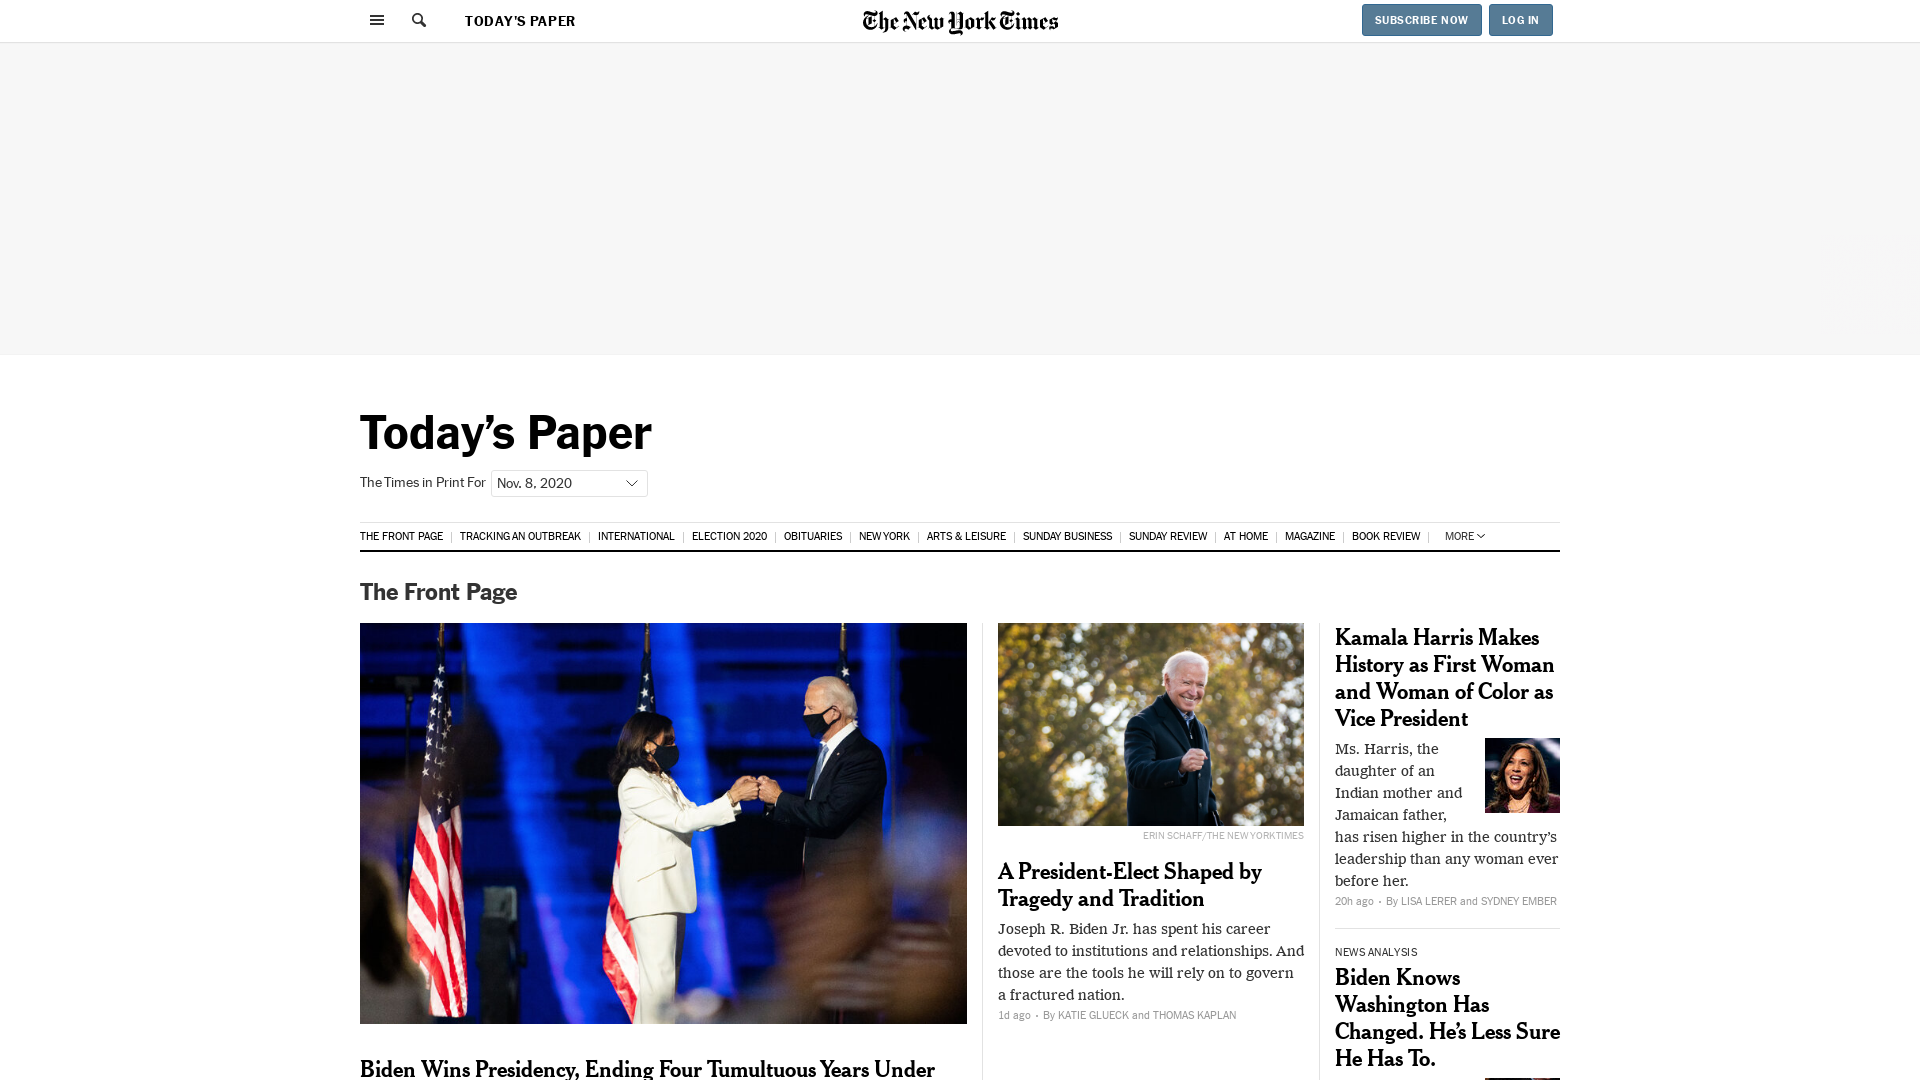 TODAY'S PAPER
The New York Times
SUBSCRIBE NOW
LOG IN
Today’s Paper
The Times in Print For
Nov. 8, 2020
THE FRONT PAGE
TRACKING AN OUTBREAK
INTERNATIONAL
ELECTION 2020
OBITUARIES
NEW YORK
ARTS & LEISURE
SUNDAY BUSINESS
SUNDAY REVIEW
AT HOME
MAGAZINE
BOOK REVIEW
MORE
The Front Page
Biden Wins Presidency, Ending Four Tumultuous Years Under
ERIN SCHAFF/THE NEW YORK TIMES
A President-Elect Shaped by
Tragedy and Tradition
Joseph R. Biden Jr. has spent his career
devoted to institutions and relationships. And
those are the tools he will rely on to govern
a fractured nation.
1d ago • By KATIE GLUECK and THOMAS KAPLAN
Kamala Harris Makes
History as First Woman
and Woman of Color as
Vice President
Ms. Harris, the
daughter of an
Indian mother and
Jamaican father,
has risen higher in the country’s
leadership than any woman ever
before her.
20h ago • By LISA LERER and SYDNEY EMBER
NEWS ANALYSIS
Biden Knows
Washington Has
Changed. He’s Less Sure
He Has To.